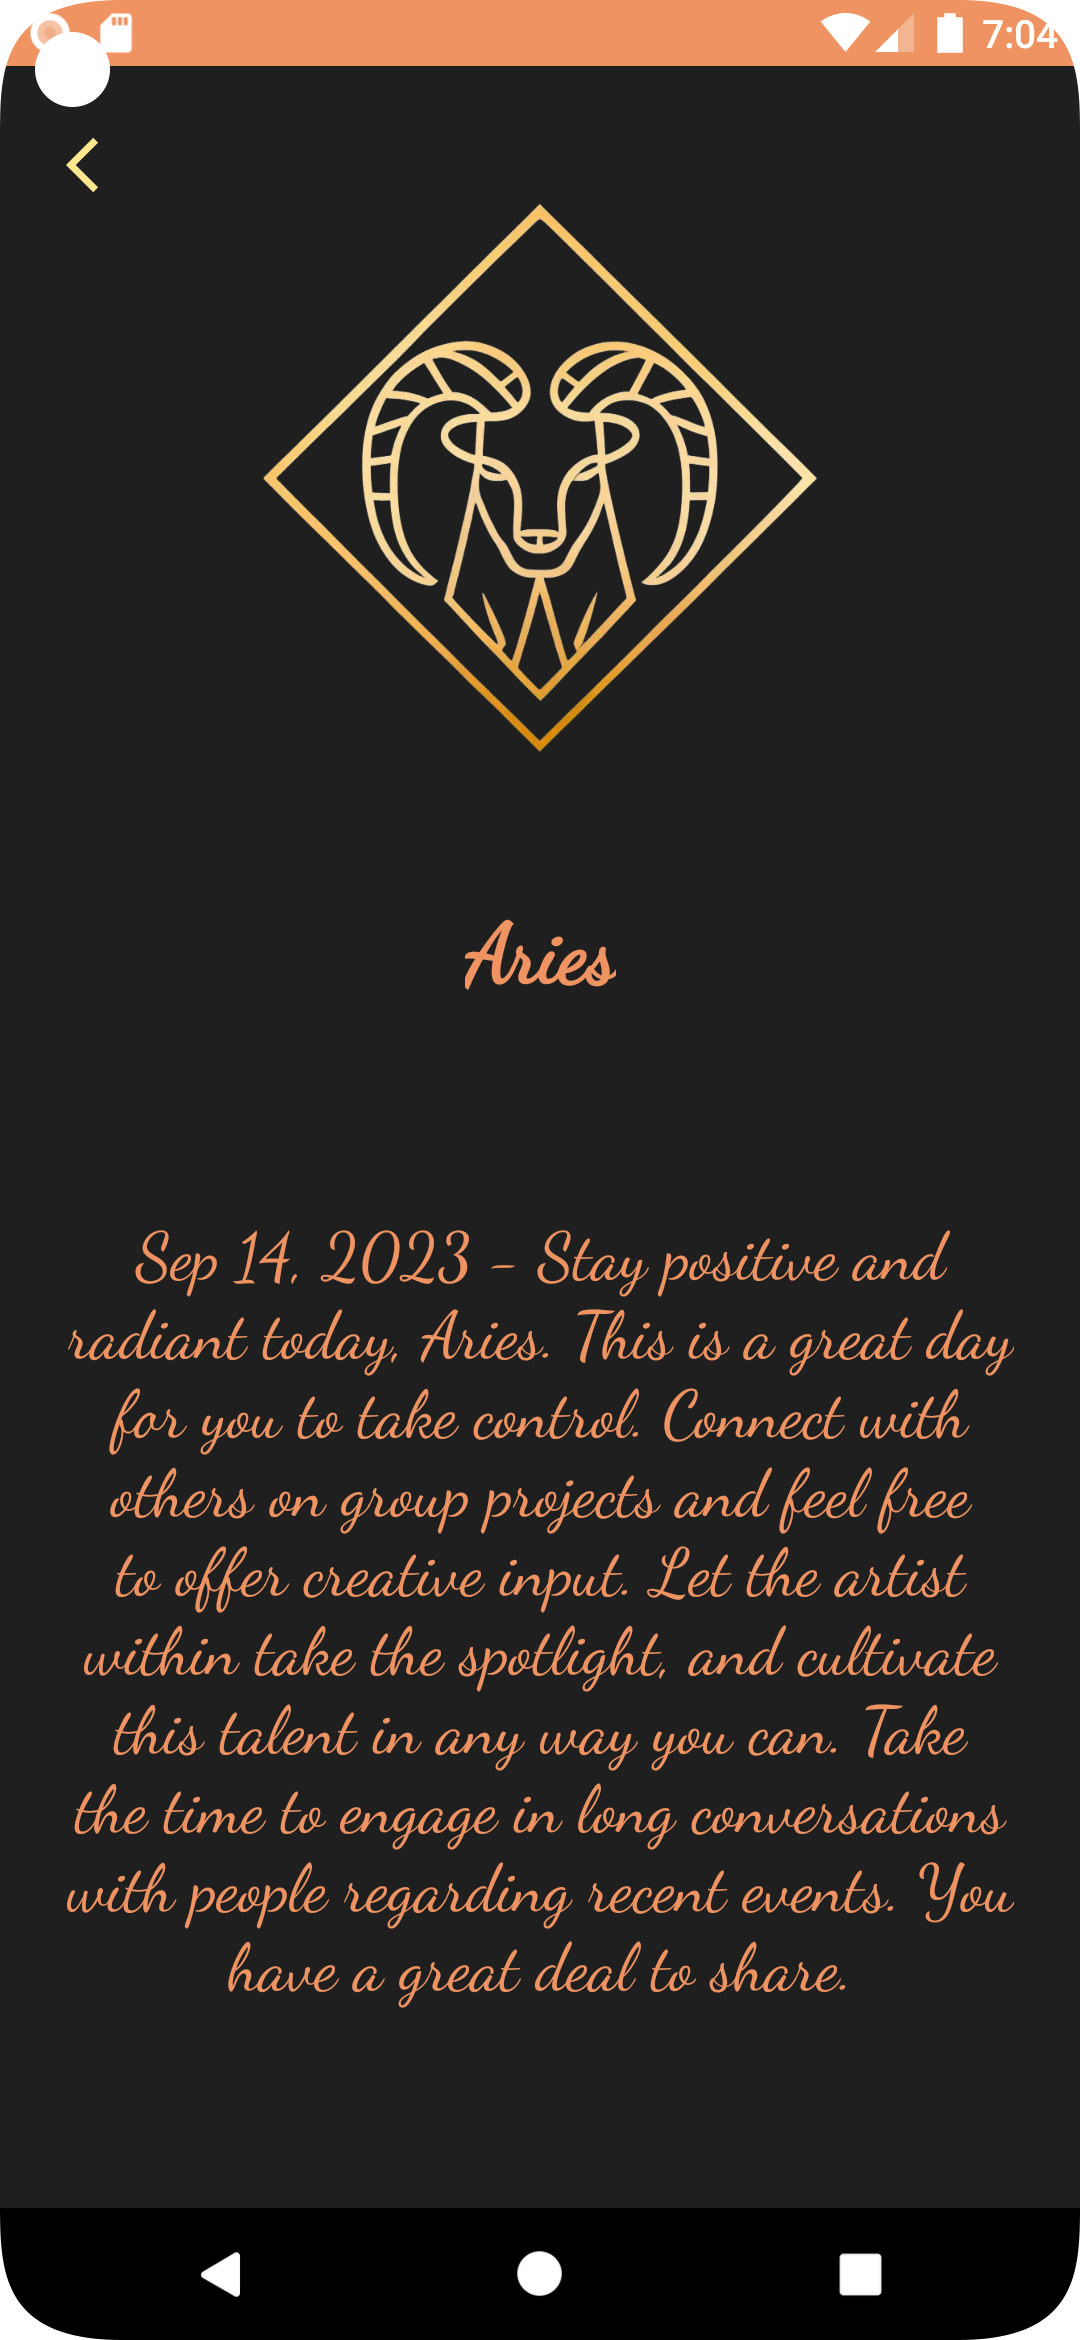 7:04
Aries
Sep 14, 2023 - Stay positive and
radiant today, Aries. This is a great day
for you to take control. Connect with
others on group projects and feel free
to offer creative input. Let the artist
within take the spotlight, and cultivate
this talent in any way you can. Take
the time to engage in long conversations
with people regarding recent events. You
have a great deal to share.